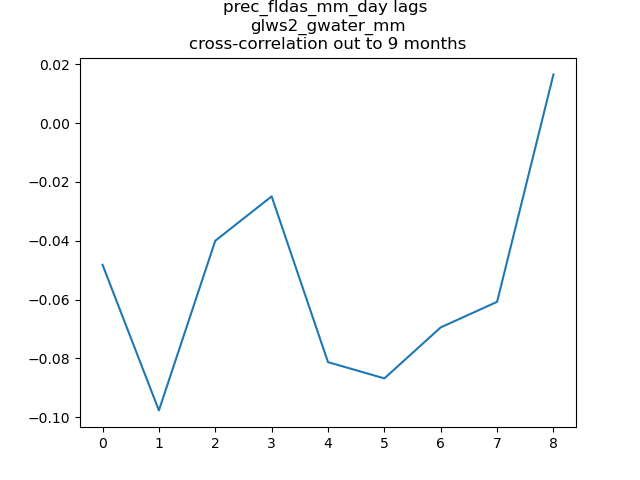 prec_fldas_mm_day lags
glws2_gwater_mm
cross-correlation out to 9 months
0.02
0.00
−0.02
−0.04
−0.06
−0.08
−0.10
0 1 2 3 4 5 6 7 8